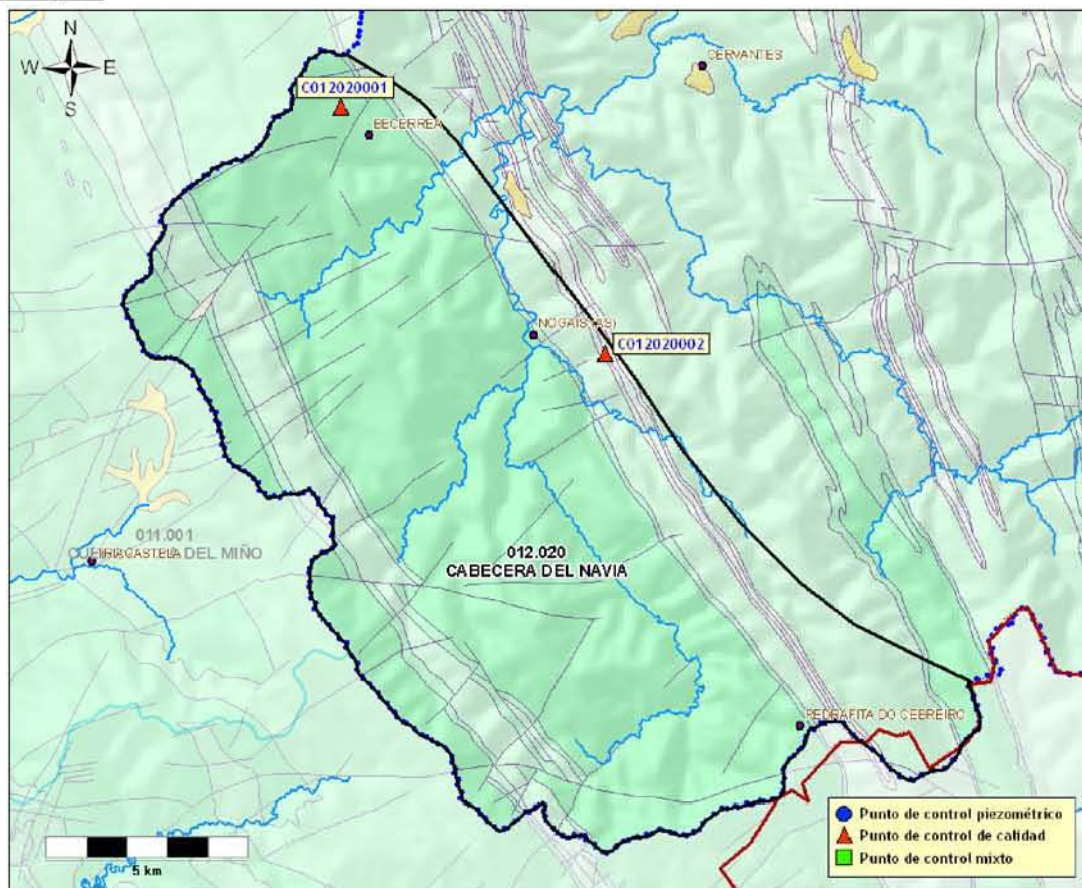 N
W E
S
CERVANTES
C012020001
BECERREÁ
NOGAIS (AS)
C012020002
011.001
DEL MIÑO
012.020
CABECERA DEL NAVIA
PEDRAFITA DO CEBREIRO
Punto de control piezométrico
Punto de control de calidad
Punto de control mixto
5 km